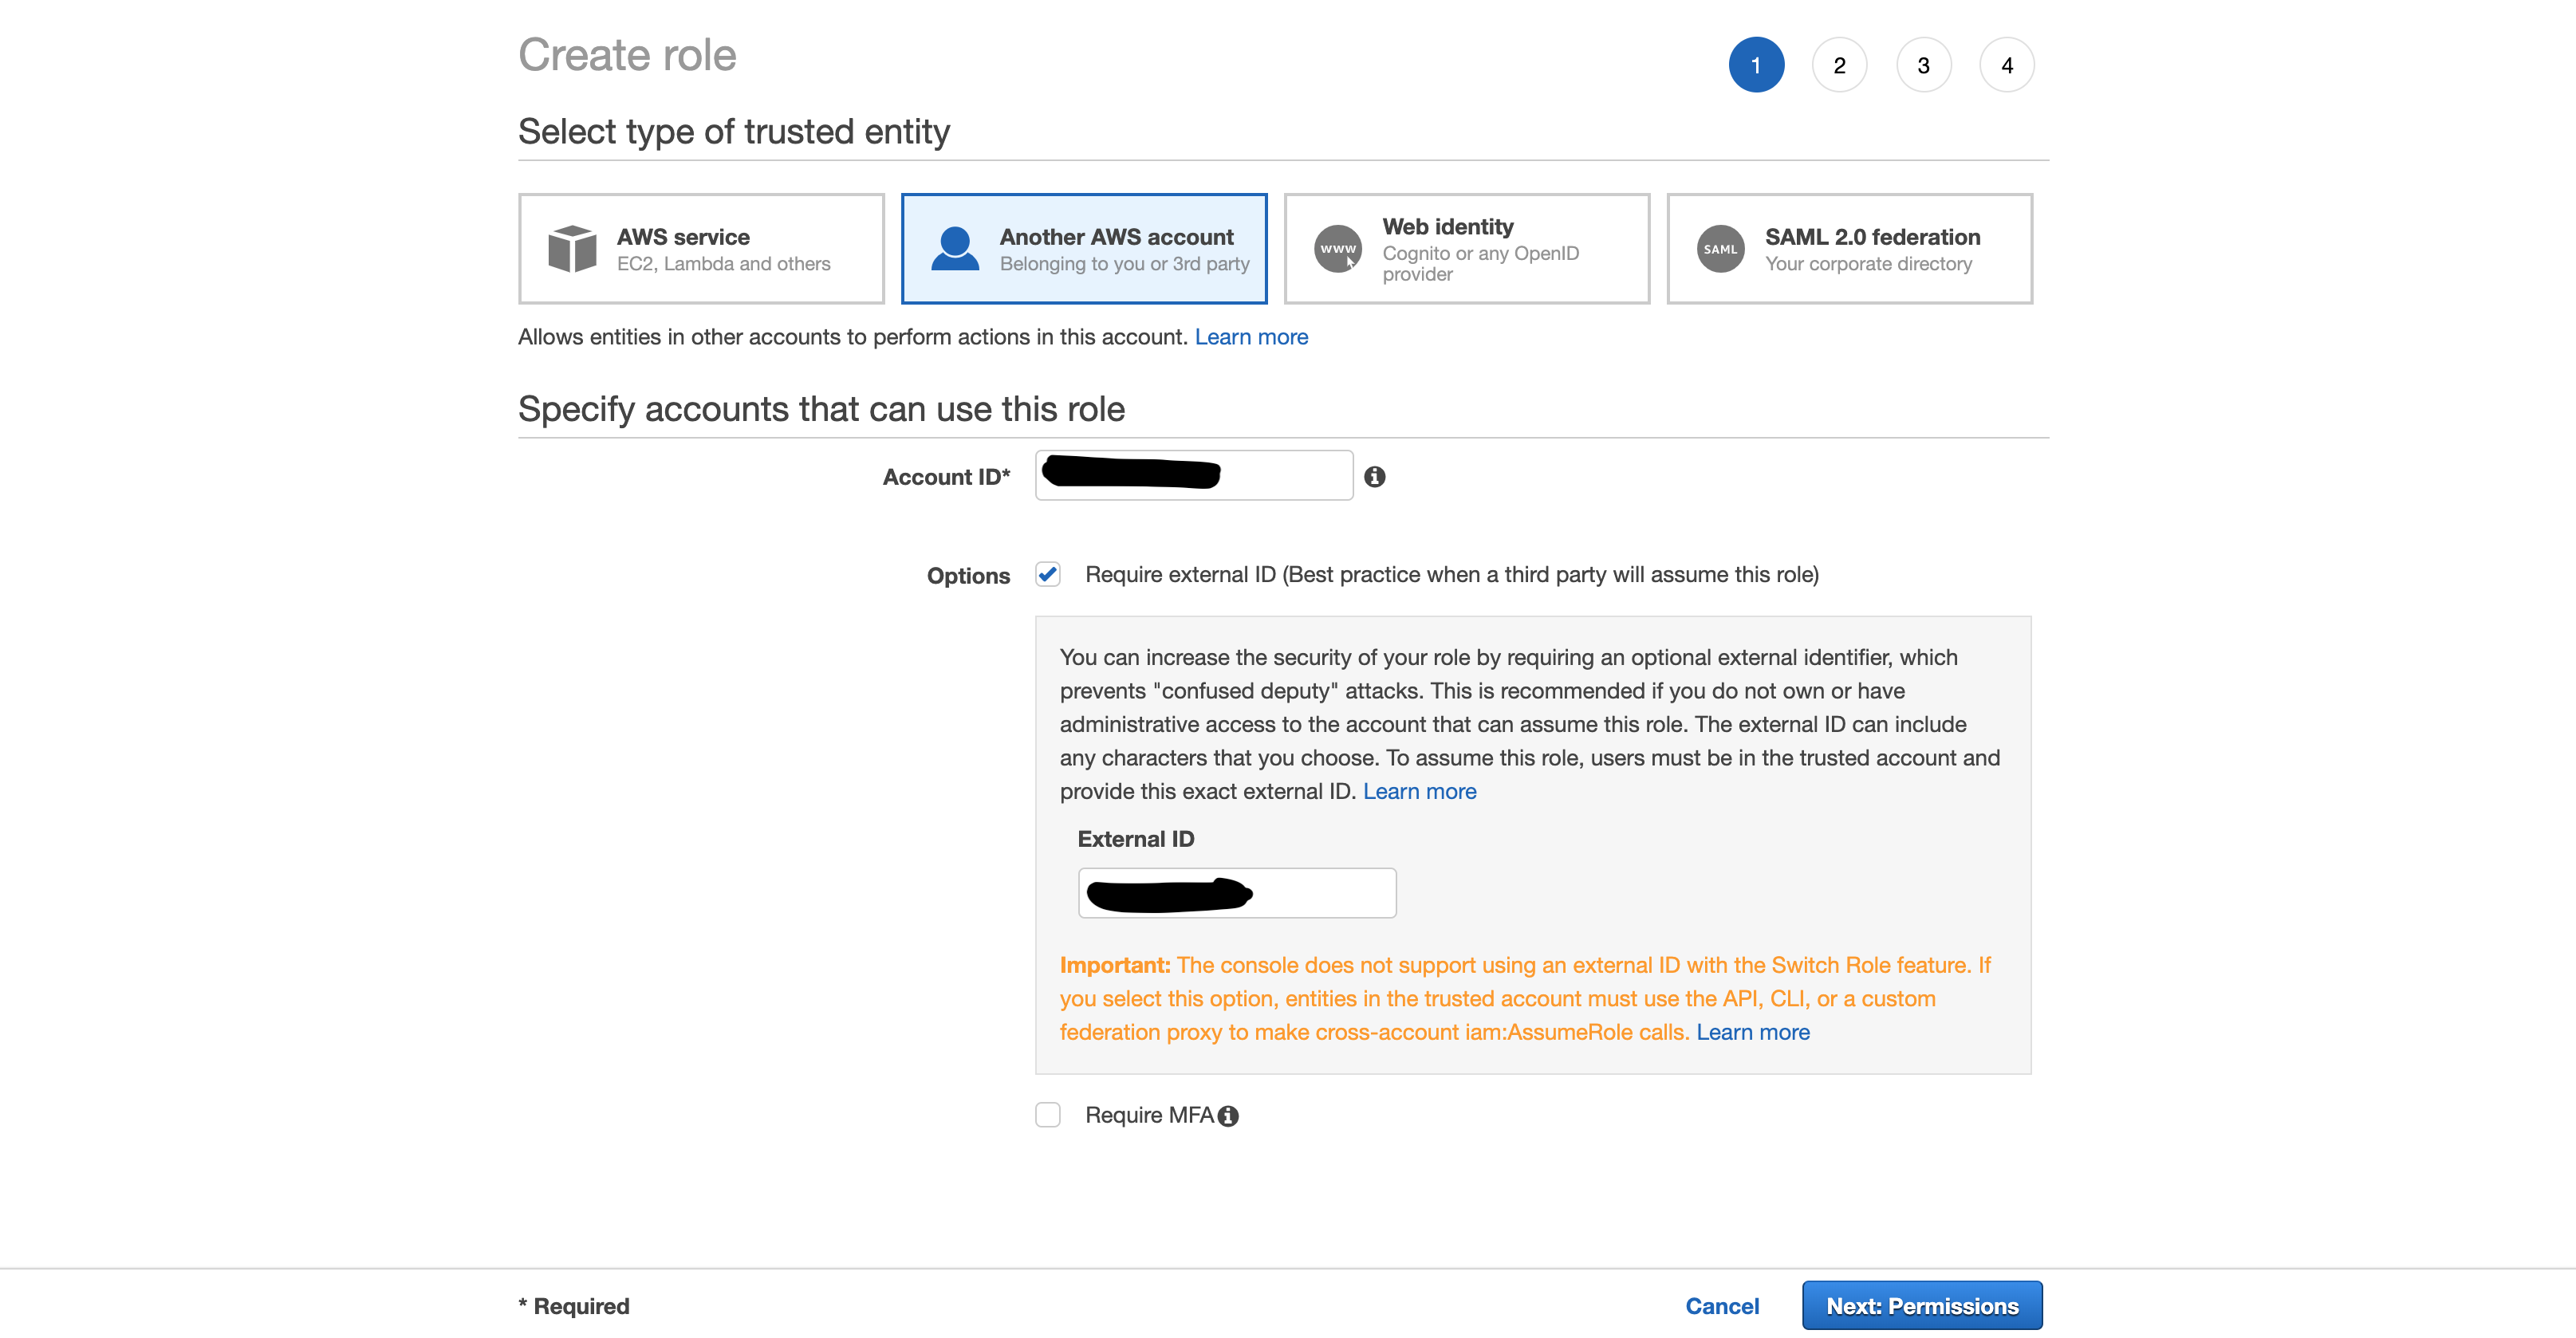 Create role
1 2 3 4
Select type of trusted entity
AWS service
EC2, Lambda and others
Another AWS account
Belonging to you or 3rd party
www
Web identity
Cognito or any OpenID
provider
SAML
SAML 2.0 federation
Your corporate directory
Allows entities in other accounts to perform actions in this account. Learn more
Specify accounts that can use this role
Account ID*
Options
Require external ID (Best practice when a third party will assume this role)
You can increase the security of your role by requiring an optional external identifier, which
prevents "confused deputy" attacks. This is recommended if you do not own or have
administrative access to the account that can assume this role. The external ID can include
any characters that you choose. To assume this role, users must be in the trusted account and
provide this exact external ID. Learn more
External ID
Important: The console does not support using an external ID with the Switch Role feature. If
you select this option, entities in the trusted account must use the API, CLI, or a custom
federation proxy to make cross-account iam:AssumeRole calls. Learn more
Require MFA
* Required
Cancel
Next: Permissions